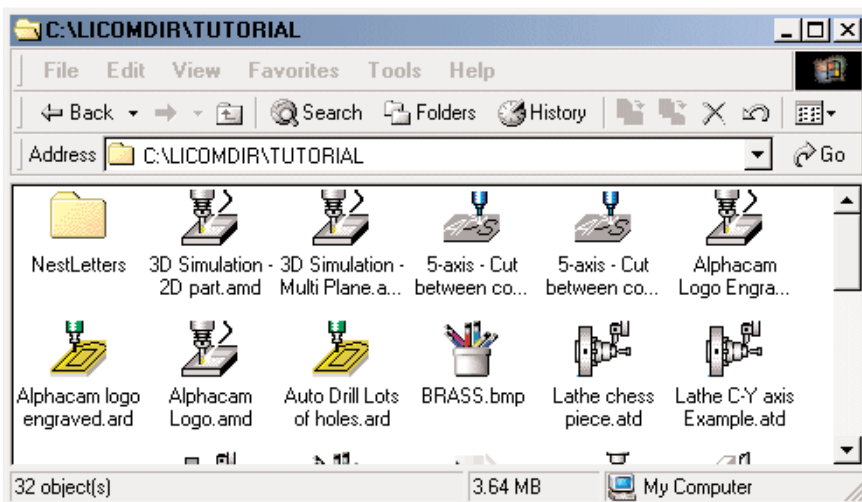 C:\LICOMDIR\TUTORIAL
File Edit View Favorites Tools Help
Back Search Folders History
Address C:\LICOMDIR\TUTORIAL Go
NestLetters 3D Simulation - 3D Simulation - 5-axis - Cut 5-axis - Cut Alphacam
2D part.amd Multi Plane.a... between co... between co... Logo Engra...
Alphacam logo Alphacam Auto Drill Lots BRASS.bmp Lathe chess Lathe C-Y axis
engraved.ard Logo.amd of holes.ard piece.atd Example.atd
32 object(s) 3.64 MB My Computer